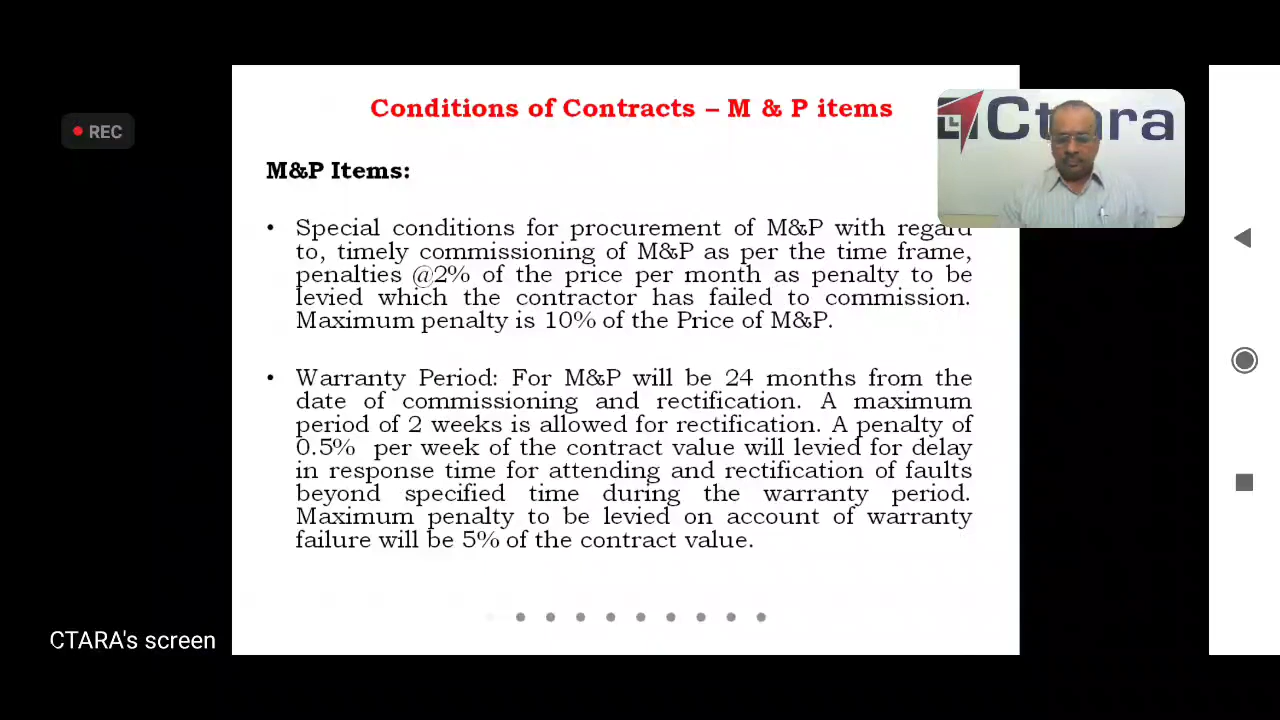 Conditions of Contracts – M & P items
REC
Ctara
M&P Items:
• Special conditions for procurement of M&P with regard
to, timely commissioning of M&P as per the time frame,
penalties @2% of the price per month as penalty to be
levied which the contractor has failed to commission.
Maximum penalty is 10% of the Price of M&P.
• Warranty Period: For M&P will be 24 months from the
date of commissioning and rectification. A maximum
period of 2 weeks is allowed for rectification. A penalty of
0.5% per week of the contract value will levied for delay
in response time for attending and rectification of faults
beyond specified time during the warranty period.
Maximum penalty to be levied on account of warranty
failure will be 5% of the contract value.
CTARA's screen